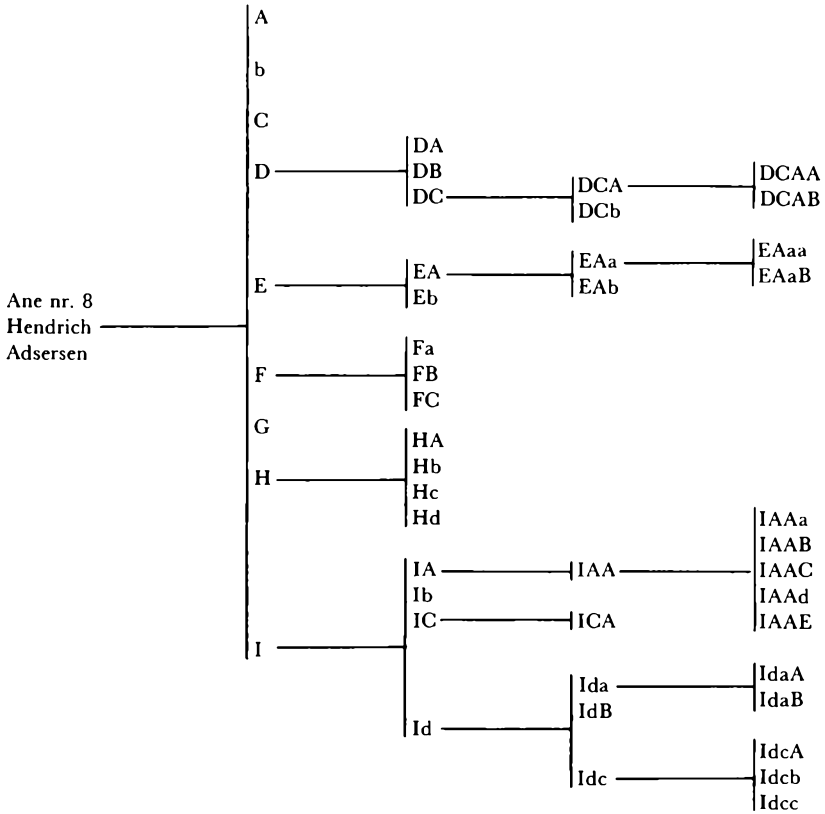 A
b
C
D
DA
DB
DC
DCA
DCb
DCAA
DCAB
Ane nr. 8
Hendrich
Adsersen
E
EA
Eb
EAa
EAb
EAaa
EAaB
F
Fa
FB
FC
G
H
HA
Hb
Hc
Hd
I
IA
Ib
IC
Id
IAA
ICA
IAAa
IAAB
IAAC
IAAd
IAAE
Ida
IdB
Idc
IdaA
IdaB
IdcA
Idcb
Idcc